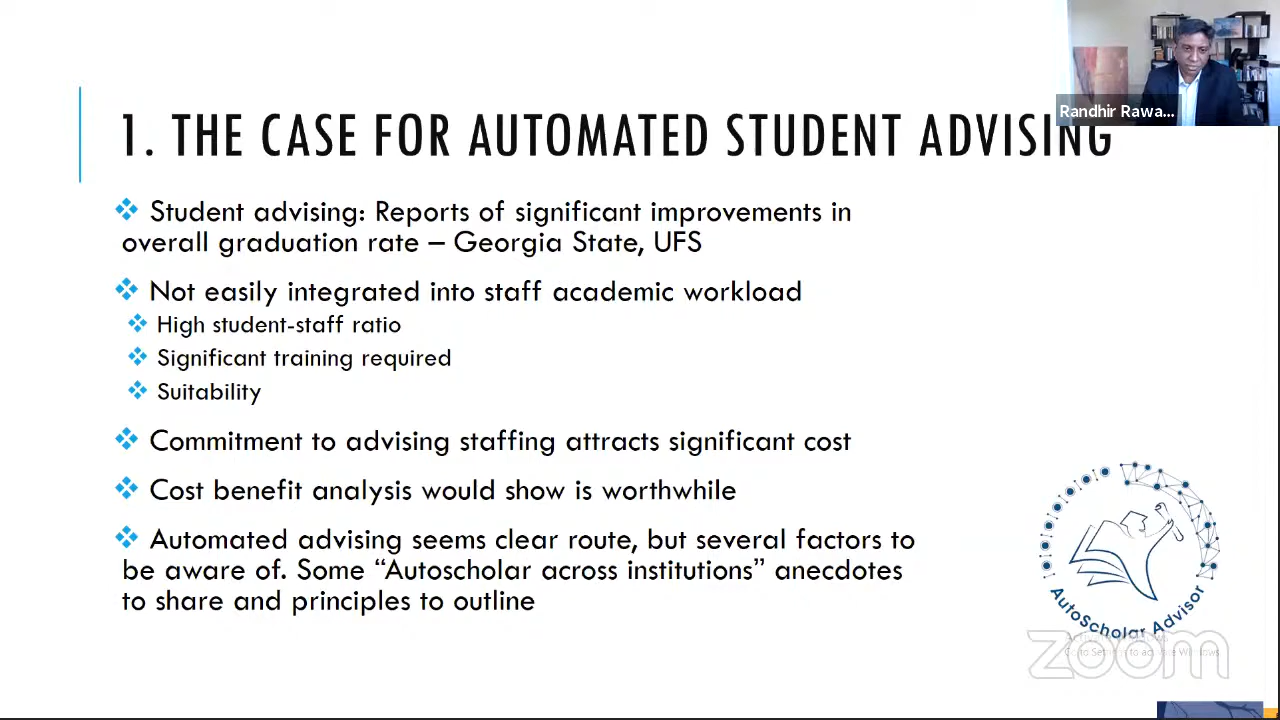 Randhir Rawa...
1. THE CASE FOR AUTOMATED STUDENT ADVISING
Student advising: Reports of significant improvements in
overall graduation rate – Georgia State, UFS
Not easily integrated into staff academic workload
High student-staff ratio
Significant training required
Suitability
Commitment to advising staffing attracts significant cost
Cost benefit analysis would show is worthwhile
Automated advising seems clear route, but several factors to
be aware of. Some “Autoscholar across institutions” anecdotes
to share and principles to outline
AutoScholar Advisor
zoom
Windows